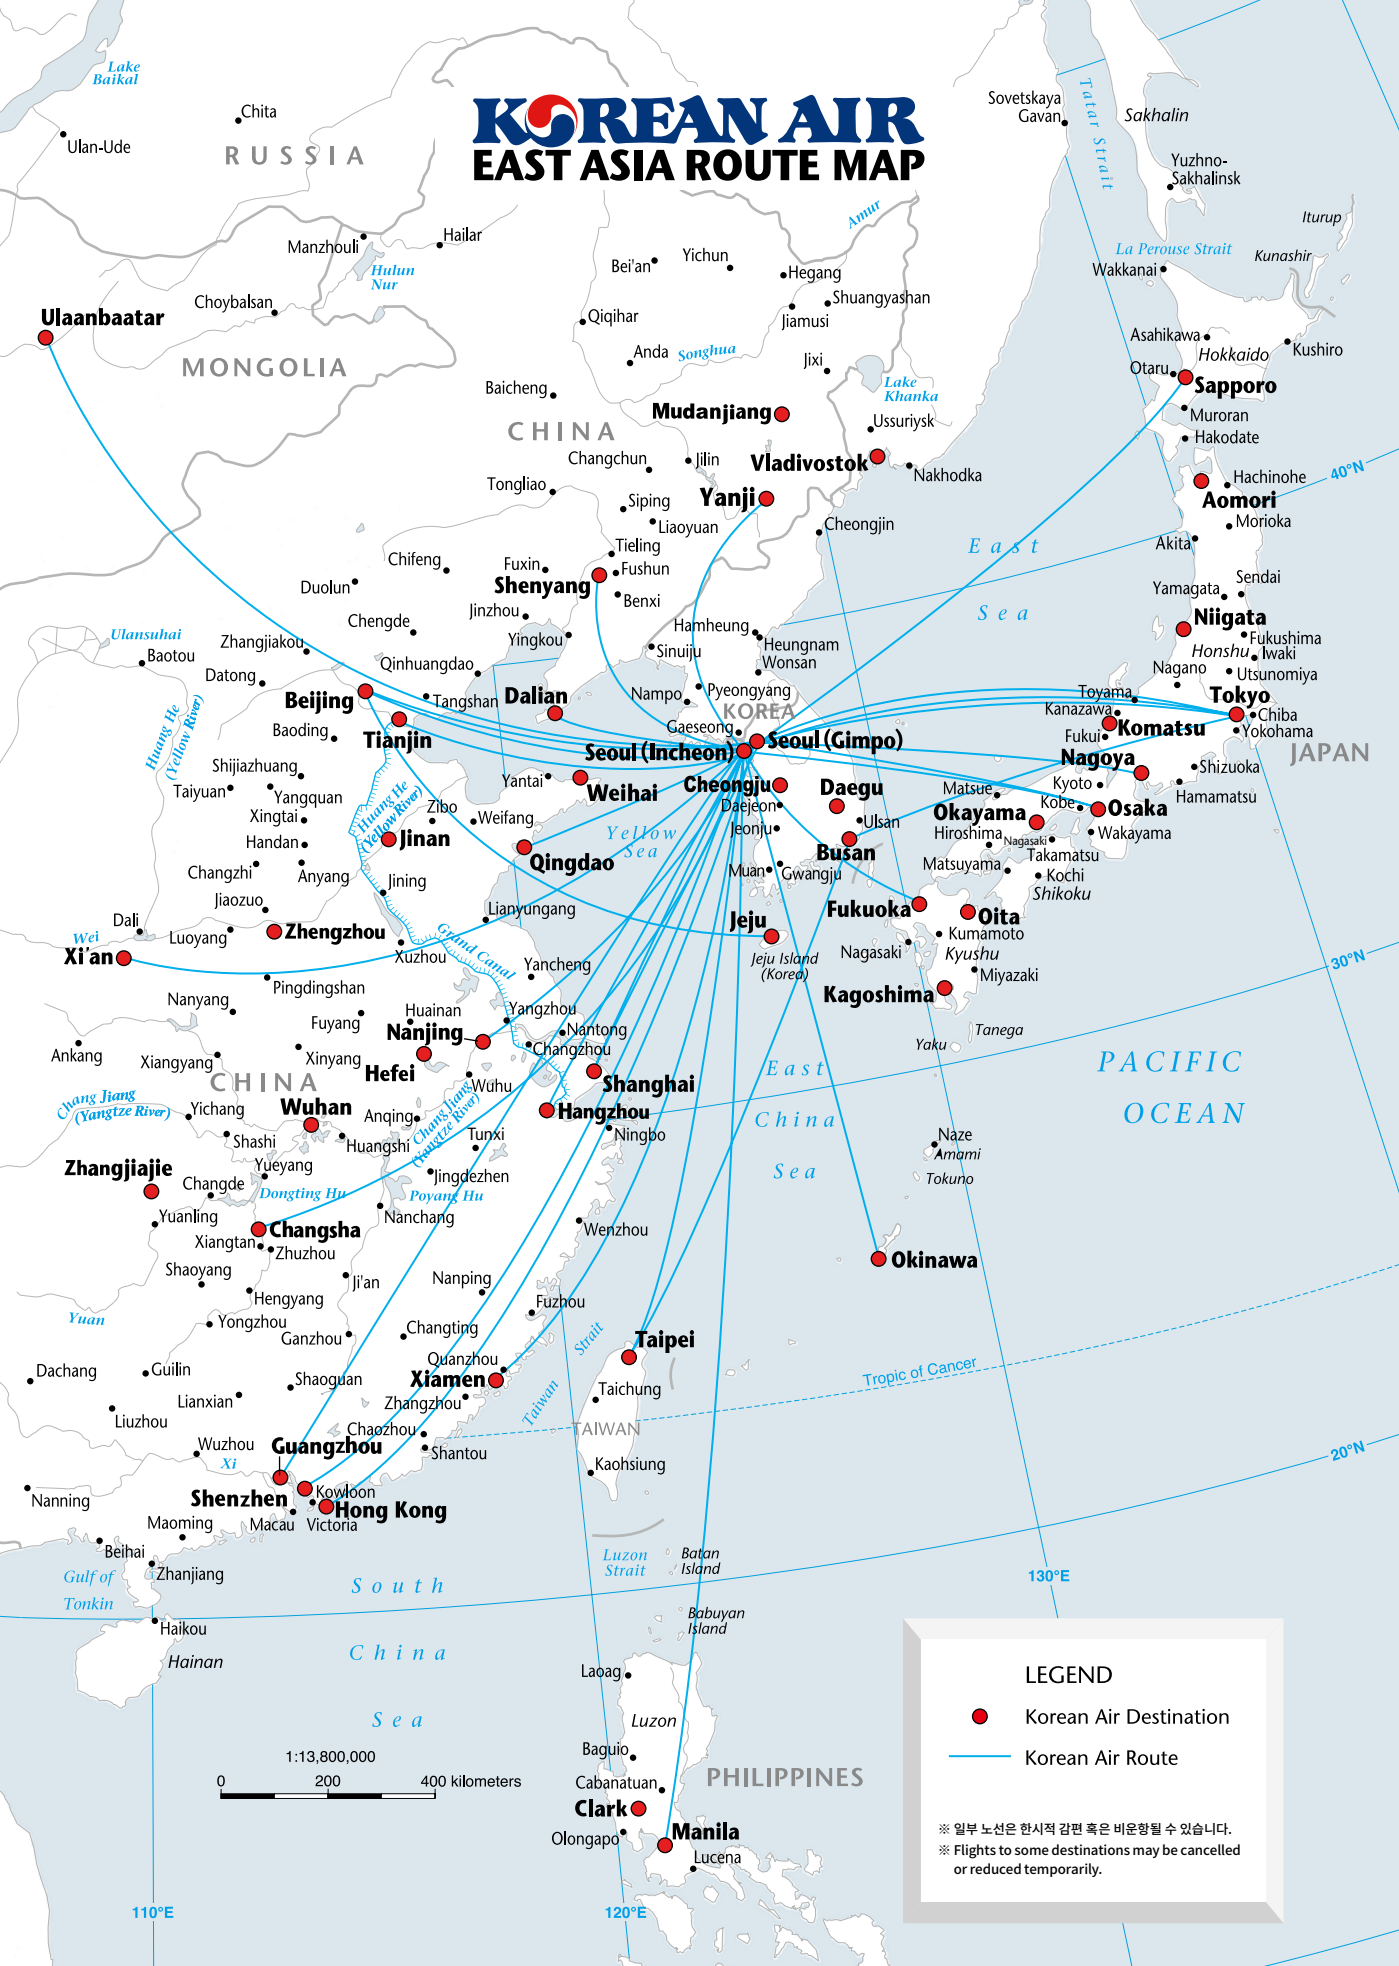 KOREAN AIR
EAST ASIA ROUTE MAP
Lake
Baikal
Chita
Ulan-Ude
RUSSIA
Sovetskaya
Gavan
Tatar Strait
Sakhalin
Yuzhno-
Sakhalinsk
Amur
Iturup
Kunashir
La Perouse Strait
Wakkanai
Manzhouli
Hailar
Hulun
Nur
Choybalsan
Ulaanbaatar
MONGOLIA
Bei'an
Yichun
Hegang
Shuangyashan
Jiamusi
Qiqihar
Anda
Songhua
Jixi
Baicheng
Lake
Khanka
Mudanjiang
Ussuriysk
CHINA
Changchun
Jilin
Vladivostok
Nakhodka
Tongliao
Yanji
Siping
Liaoyuan
Cheongjin
Asahikawa
Hokkaido
Kushiro
Otaru
Sapporo
Muroran
Hakodate
40°N
Hachinohe
Aomori
Morioka
Akita
East
Sea
Sendai
Yamagata
Niigata
Fukushima
Honshu
Iwaki
Nagano
Utsunomiya
Toyama
Tokyo
Kanazawa
Chiba
Komatsu
Yokohama
Fukui
JAPAN
Nagoya
Shizuoka
Kyoto
Hamamatsu
Matsue
Kobe
Osaka
Okayama
Wakayama
Hiroshima
Nagasaki
Takamatsu
Matsuyama
Kochi
Shikoku
Tieling
Fuxin
Fushun
Shenyang
Benxi
Chifeng
Duolun
Jinzhou
Chengde
Yingkou
Hamheung
Heungnam
Wonsan
Sinuiju
Ulansuhai
Baotou
Zhangjiakou
Qinhuangdao
Datong
Beijing
Tangshan
Dalian
Nampo
Pyeongyang
KOREA
Gaeseong
Huang He
(Yellow River)
Baoding
Tianjin
Seoul (Incheon)
Seoul (Gimpo)
Shijiazhuang
Yantai
Weihai
Cheongju
Daegu
Taiyuan
Yangquan
Daejeon
Xingtai
Huang He
(Yellow River)
Zibo
Weifang
Ulsan
Yellow
Sea
Jeonju
Handan
Jinan
Busan
Qingdao
Changzhi
Anyang
Muan
Gwangju
Jining
Jiaozuo
Lianyungang
Jeju
Fukuoka
Oita
Dali
Luoyang
Zhengzhou
Wei
Xi'an
Xuzhou
Grand Canal
Jeju Island
(Korea)
Nagasaki
Kumamoto
Kyushu
Miyazaki
30°N
Yancheng
Pingdingshan
Kagoshima
Nanyang
Fuyang
Huainan
Yangzhou
Nanjing
Nantong
Tanega
Yaku
Changzhou
Ankang
Xiangyang
Xinyang
Hefei
CHINA
Wuhu
Shanghai
East
China
Sea
PACIFIC
OCEAN
Chang Jiang
(Yangtze River)
Yichang
Wuhan
Anqing
Chang Jiang
(Yangtze River)
Hangzhou
Shashi
Huangshi
Tunxi
Ningbo
Naze
Amami
Tokuno
Zhangjiajie
Yueyang
Jingdezhen
Changde
Dongting Hu
Poyang Hu
Yuanling
Changsha
Nanchang
Wenzhou
Xiangtan
Zhuzhou
Okinawa
Shaoyang
Ji'an
Nanping
Hengyang
Fuzhou
Yuan
Yongzhou
Ganzhou
Changting
Taipei
Dachang
Guilin
Quanzhou
Taiwan
Strait
Tropic of Cancer
Shaoguan
Xiamen
Lianxian
Zhangzhou
Taichung
Liuzhou
TAIWAN
Chaozhou
Wuzhou
Guangzhou
Shantou
20°N
Xi
Kaohsiung
Nanning
Shenzhen
Kowloon
Hong Kong
Macau
Victoria
Maoming
Beihai
Zhanjiang
Gulf of
Tonkin
Luzon
Strait
Batan
Island
130°E
South
China
Sea
Haikou
Hainan
Babuyan
Island
Laoag
Luzon
1:13,800,000
0
200
400 kilometers
Baguio
Cabanatuan
PHILIPPINES
Clark
Olongapo
Manila
Lucena
110°E
120°E
LEGEND
Korean Air Destination
Korean Air Route
※ 일부 노선은 한시적 감편 혹은 비운항될 수 있습니다.
※ Flights to some destinations may be cancelled
or reduced temporarily.